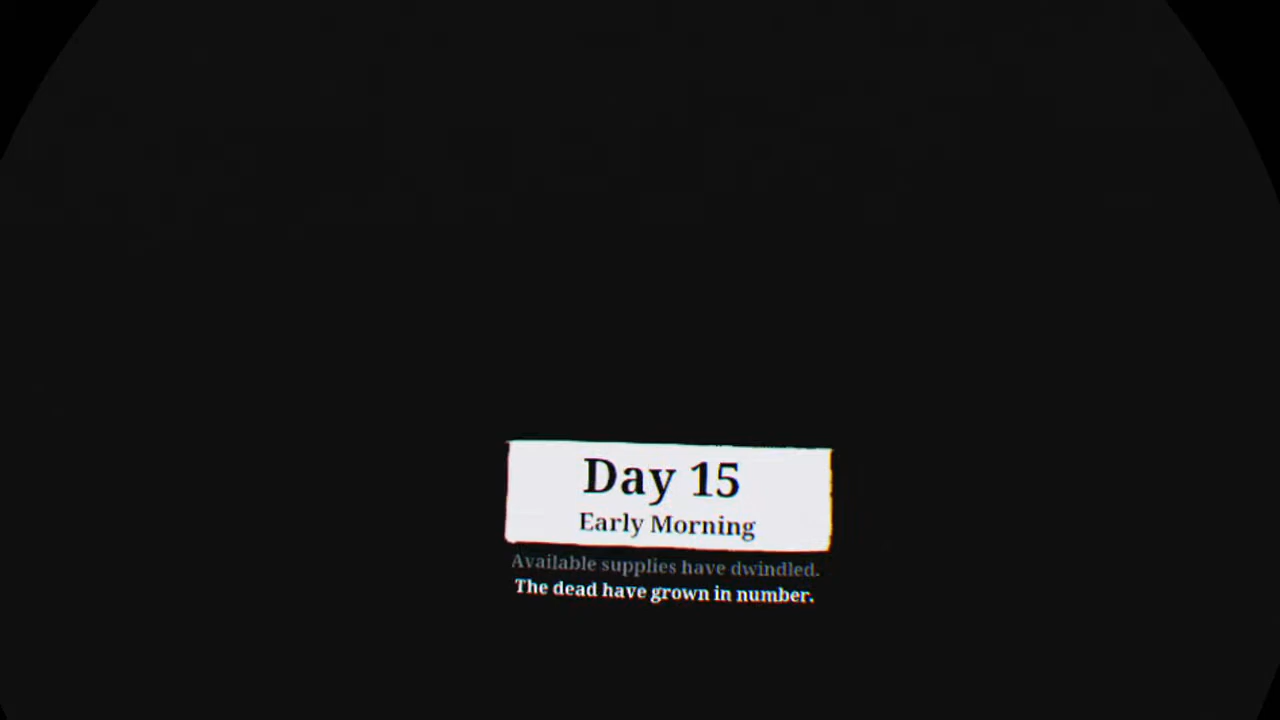 Day 15
Early Morning
Available supplies have dwindled.
The dead have grown in number.